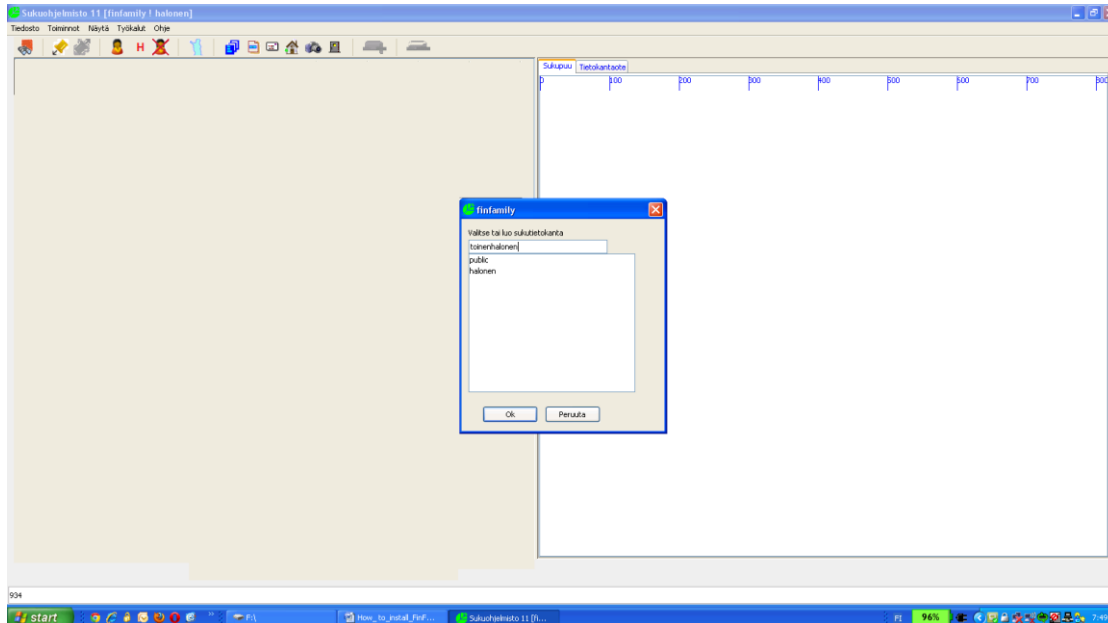 Sukuohjelmisto 11 [finfamily ! halonen]
Tiedosto Toiminnot Näytä Työkalut Ohje
H
Sukupuu Tietokantaote
0 100 200 300 400 500 600 700 800
finfamily
Valitse tai luo sukutietokanta
toinenhalonen
public
halonen
Ok Peruuta
934
start F:\ How_to_install_FinF... Sukuohjelmisto 11 [fi... FI 96% 7:49